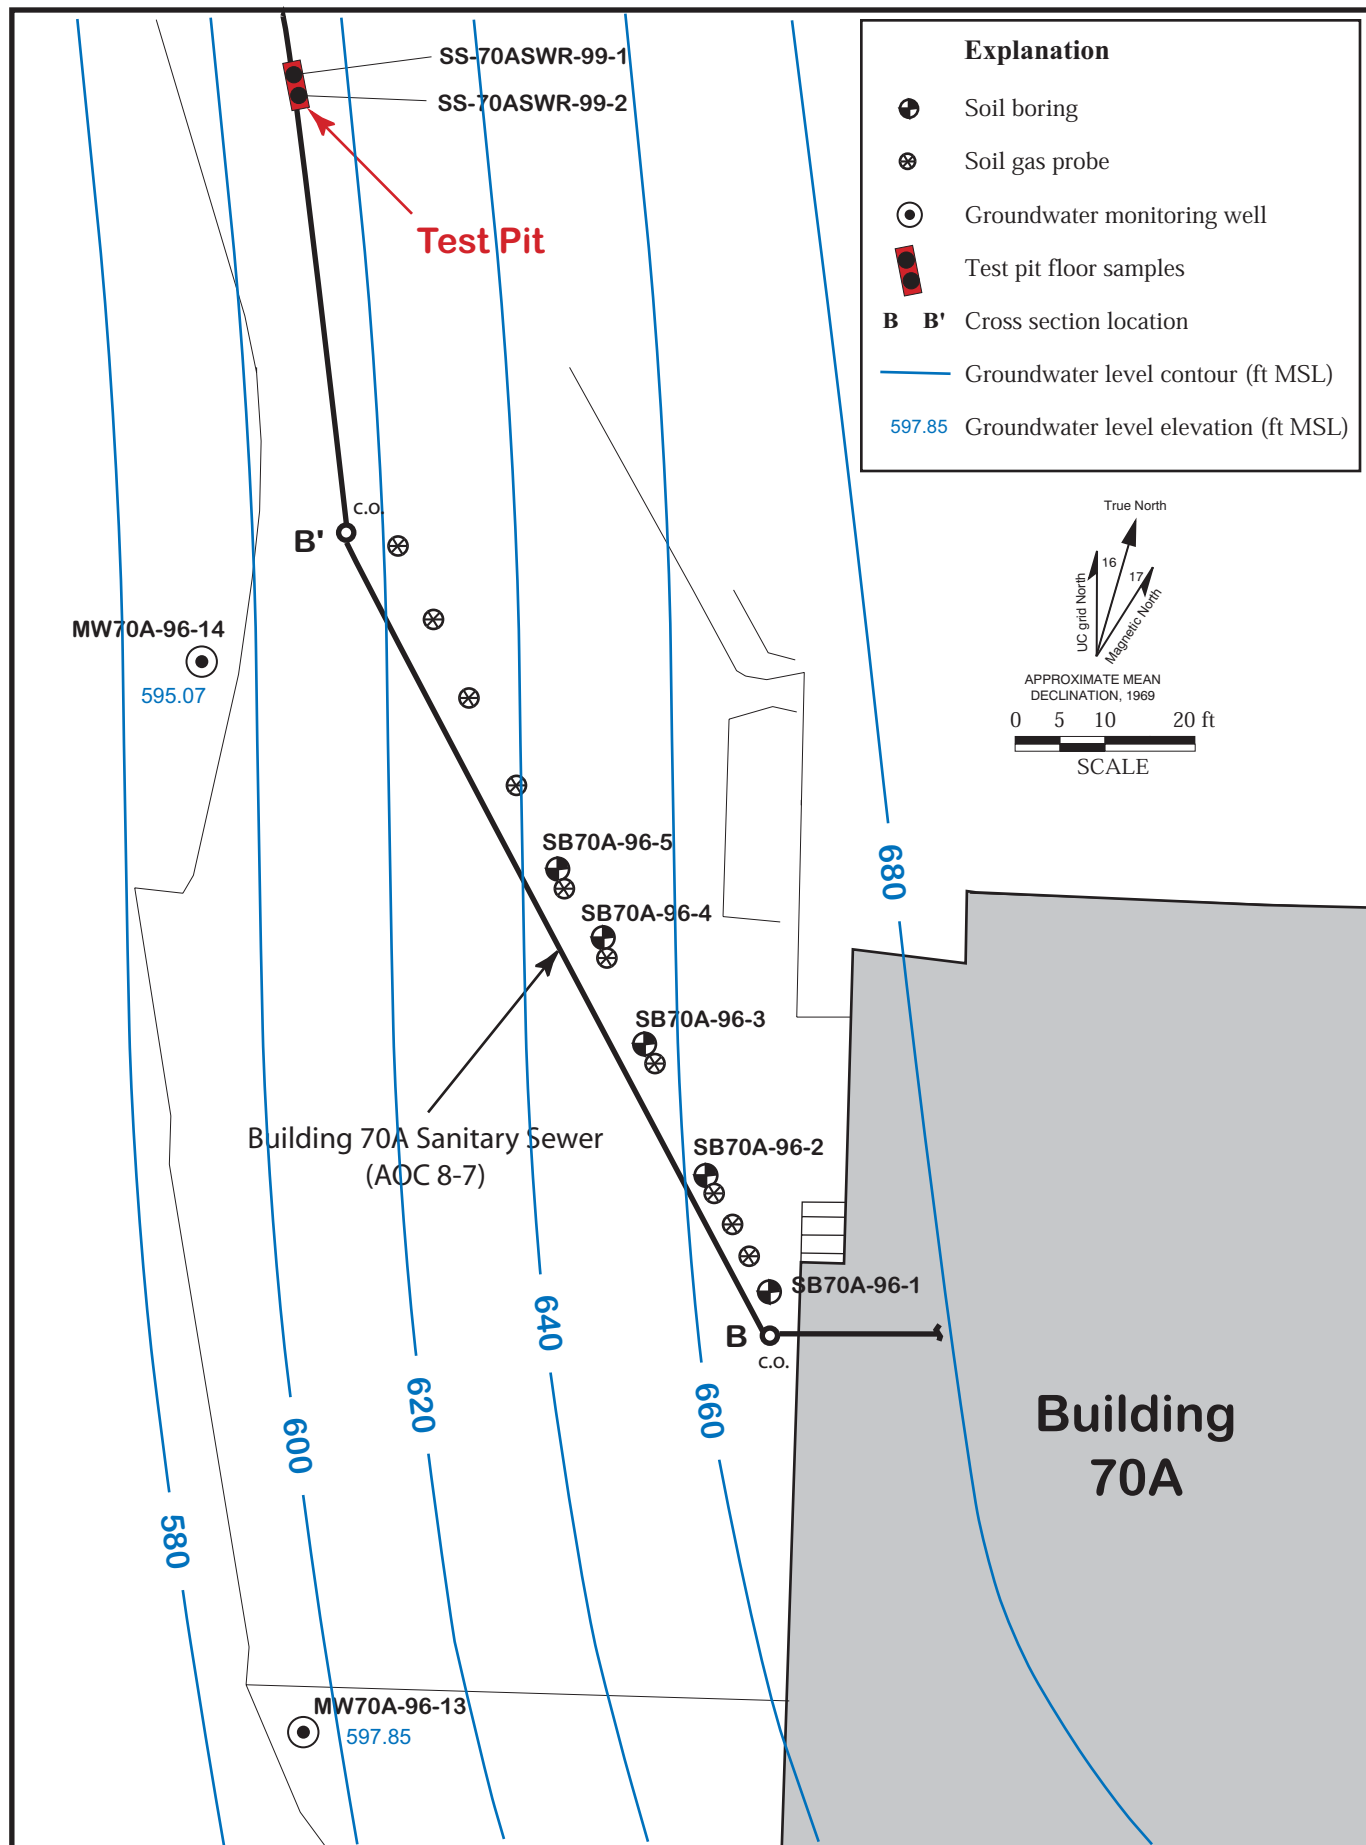 SS-70ASWR-99-1
SS-70ASWR-99-2
Test Pit
Explanation
Soil boring
Soil gas probe
Groundwater monitoring well
Test pit floor samples
B B' Cross section location
Groundwater level contour (ft MSL)
597.85 Groundwater level elevation (ft MSL)
True North
16
17
UC grid North
Magnetic North
APPROXIMATE MEAN
DECLINATION, 1969
0 5 10 20 ft
SCALE
C.O.
B'
MW70A-96-14
595.07
SB70A-96-5
680
SB70A-96-4
SB70A-96-3
Building 70A Sanitary Sewer
(AOC 8-7)
SB70A-96-2
SB70A-96-1
B
C.O.
640
620
660
600
580
Building
70A
MW70A-96-13
597.85